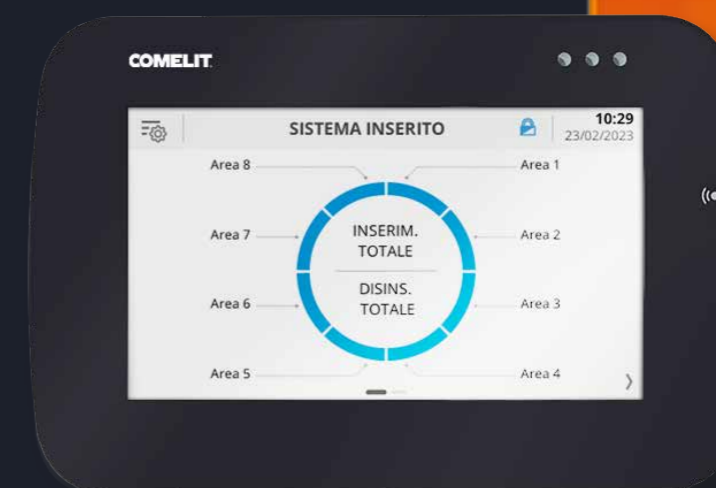 COMELIT
SISTEMA INSERITO
10:29
23/02/2023
Area 8
Area 1
Area 7
INSERIM.
TOTALE
Area 2
Area 6
DISINS.
TOTALE
Area 3
Area 5
Area 4